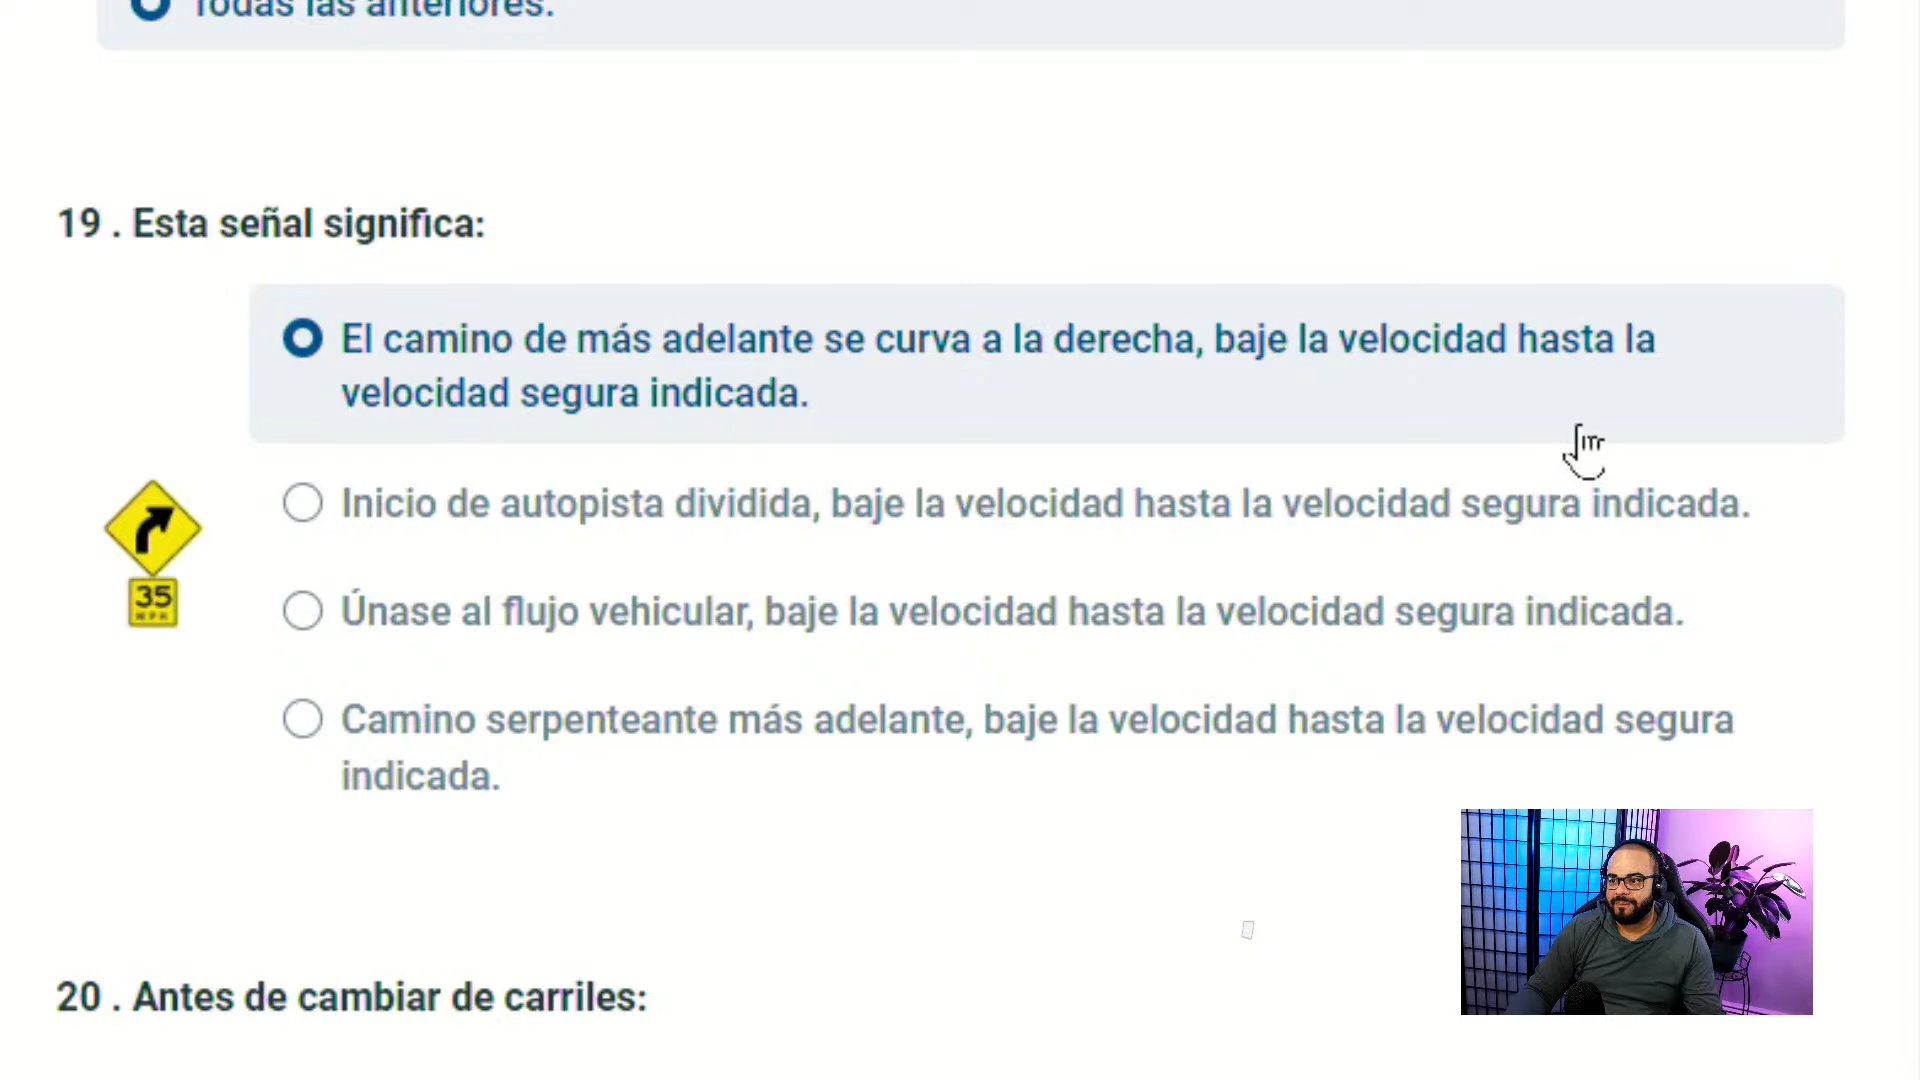 Todas las anteriores.
19 . Esta señal significa:
El camino de más adelante se curva a la derecha, baje la velocidad hasta la
velocidad segura indicada.
Inicio de autopista dividida, baje la velocidad hasta la velocidad segura indicada.
35
MPH
Únase al flujo vehicular, baje la velocidad hasta la velocidad segura indicada.
Camino serpenteante más adelante, baje la velocidad hasta la velocidad segura
indicada.
20 . Antes de cambiar de carriles: